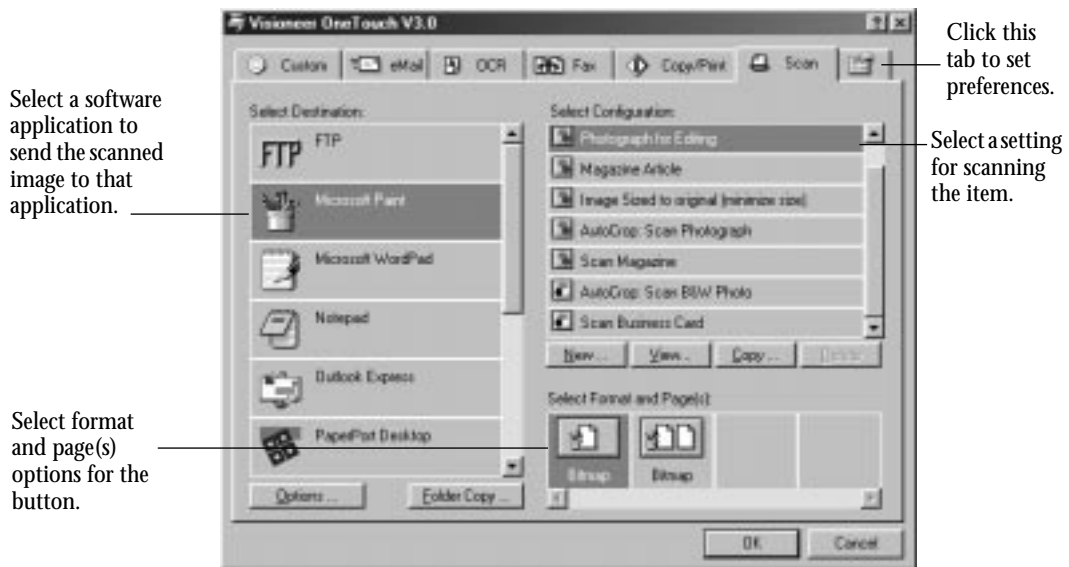 Visioneer OneTouch V3.0
Custom eMail OCR Fax Copy/Print Scan
Click this
tab to set
preferences.
Select a software
application to
send the scanned
image to that
application.
Select Destination:
FTP FTP
Microsoft Paint
Microsoft WordPad
Notepad
Outlook Express
PaperPort Desktop
Options ... Folder Copy ...
Select Configuration:
Photograph for Editing
Magazine Article
Image Sized to original (minimize size)
AutoCrop: Scan Photograph
Scan Magazine
AutoCrop: Scan B&W Photo
Scan Business Card
New ... View ... Copy ... Delete
Select a setting
for scanning
the item.
Select format
and page(s)
options for the
button.
Select Format and Page(s):
Bitmap Bitmap
OK Cancel